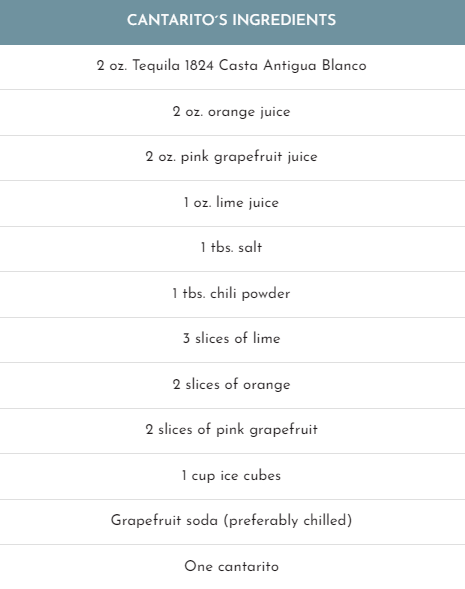 CANTARITO´S INGREDIENTS
2 oz. Tequila 1824 Casta Antigua Blanco
2 oz. orange juice
2 oz. pink grapefruit juice
1 oz. lime juice
1 tbs. salt
1 tbs. chili powder
3 slices of lime
2 slices of orange
2 slices of pink grapefruit
1 cup ice cubes
Grapefruit soda (preferably chilled)
One cantarito